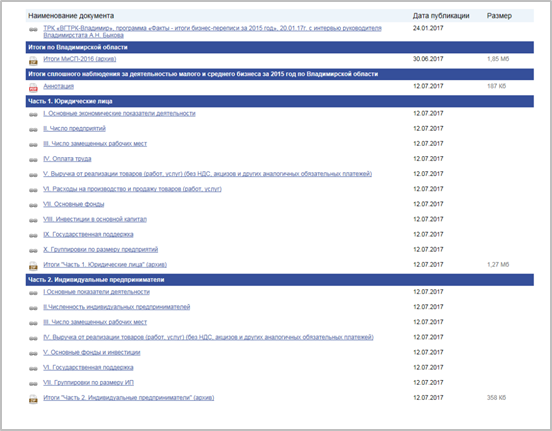 Наименование документа Дата публикации Размер
ТРК «ВГТРК-Владимир», программа «Факты - итоги бизнес-переписи за 2015 год». 20.01.17г. с интервью руководителя 24.01.2017
Владимирстата А.Н. Быкова
Итоги по Владимирской области
Итоги МиСП-2016 (архив) 30.06.2017 1,65 Мб
Итоги сплошного наблюдения за деятельностью малого и среднего бизнеса за 2015 год по Владимирской области
Аннотация 12.07.2017 187 Кб
Часть 1. Юридические лица
I. Основные экономические показатели деятельности 12.07.2017
II. Число предприятий 12.07.2017
III. Число замещенных рабочих мест 12.07.2017
IV. Оплата труда 12.07.2017
V. Выручка от реализации товаров (работ, услуг) (без НДС, акцизов и других аналогичных обязательных платежей) 12.07.2017
VI. Расходы на производство и продажу товаров (работ, услуг) 12.07.2017
VII. Основные фонды 12.07.2017
VIII. Инвестиции в основной капитал 12.07.2017
IX. Государственная поддержка 12.07.2017
X. Группировки по размеру предприятий 12.07.2017
Итоги "Часть 1. Юридические лица" (архив) 12.07.2017 1,27 Мб
Часть 2. Индивидуальные предприниматели
I Основные показатели деятельности 12.07.2017
II.Численность индивидуальных предпринимателей 12.07.2017
III. Число замещенных рабочих мест 12.07.2017
IV. Выручка от реализации товаров (работ, услуг) (без НДС, акцизов и других аналогичных обязательных платежей) 12.07.2017
V. Основные фонды и инвестиции 12.07.2017
VI. Государственная поддержка 12.07.2017
VII. Группировки по размеру ИП 12.07.2017
Итоги "Часть 2. Индивидуальные предприниматели" (архив) 12.07.2017 358 Кб